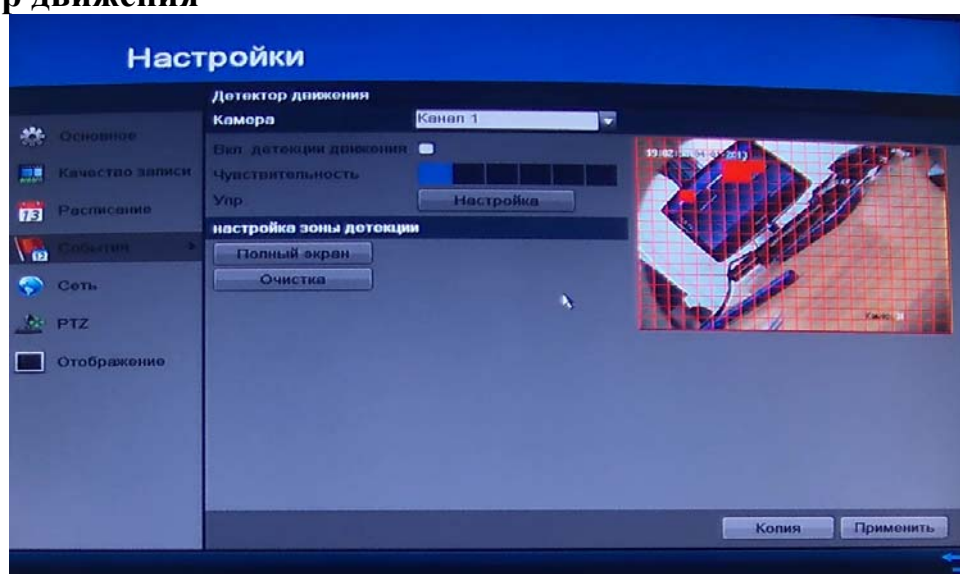 р движения
Настройки
Детектор движения
Камера Канал 1
Основное
Вкл детекции движения
Качество записи
Чувствительность
Расписание
Упр Настройка
настройка зоны детокции
События
Полный экран
Сеть
Очистка
PTZ
Отображение
Копия Применить